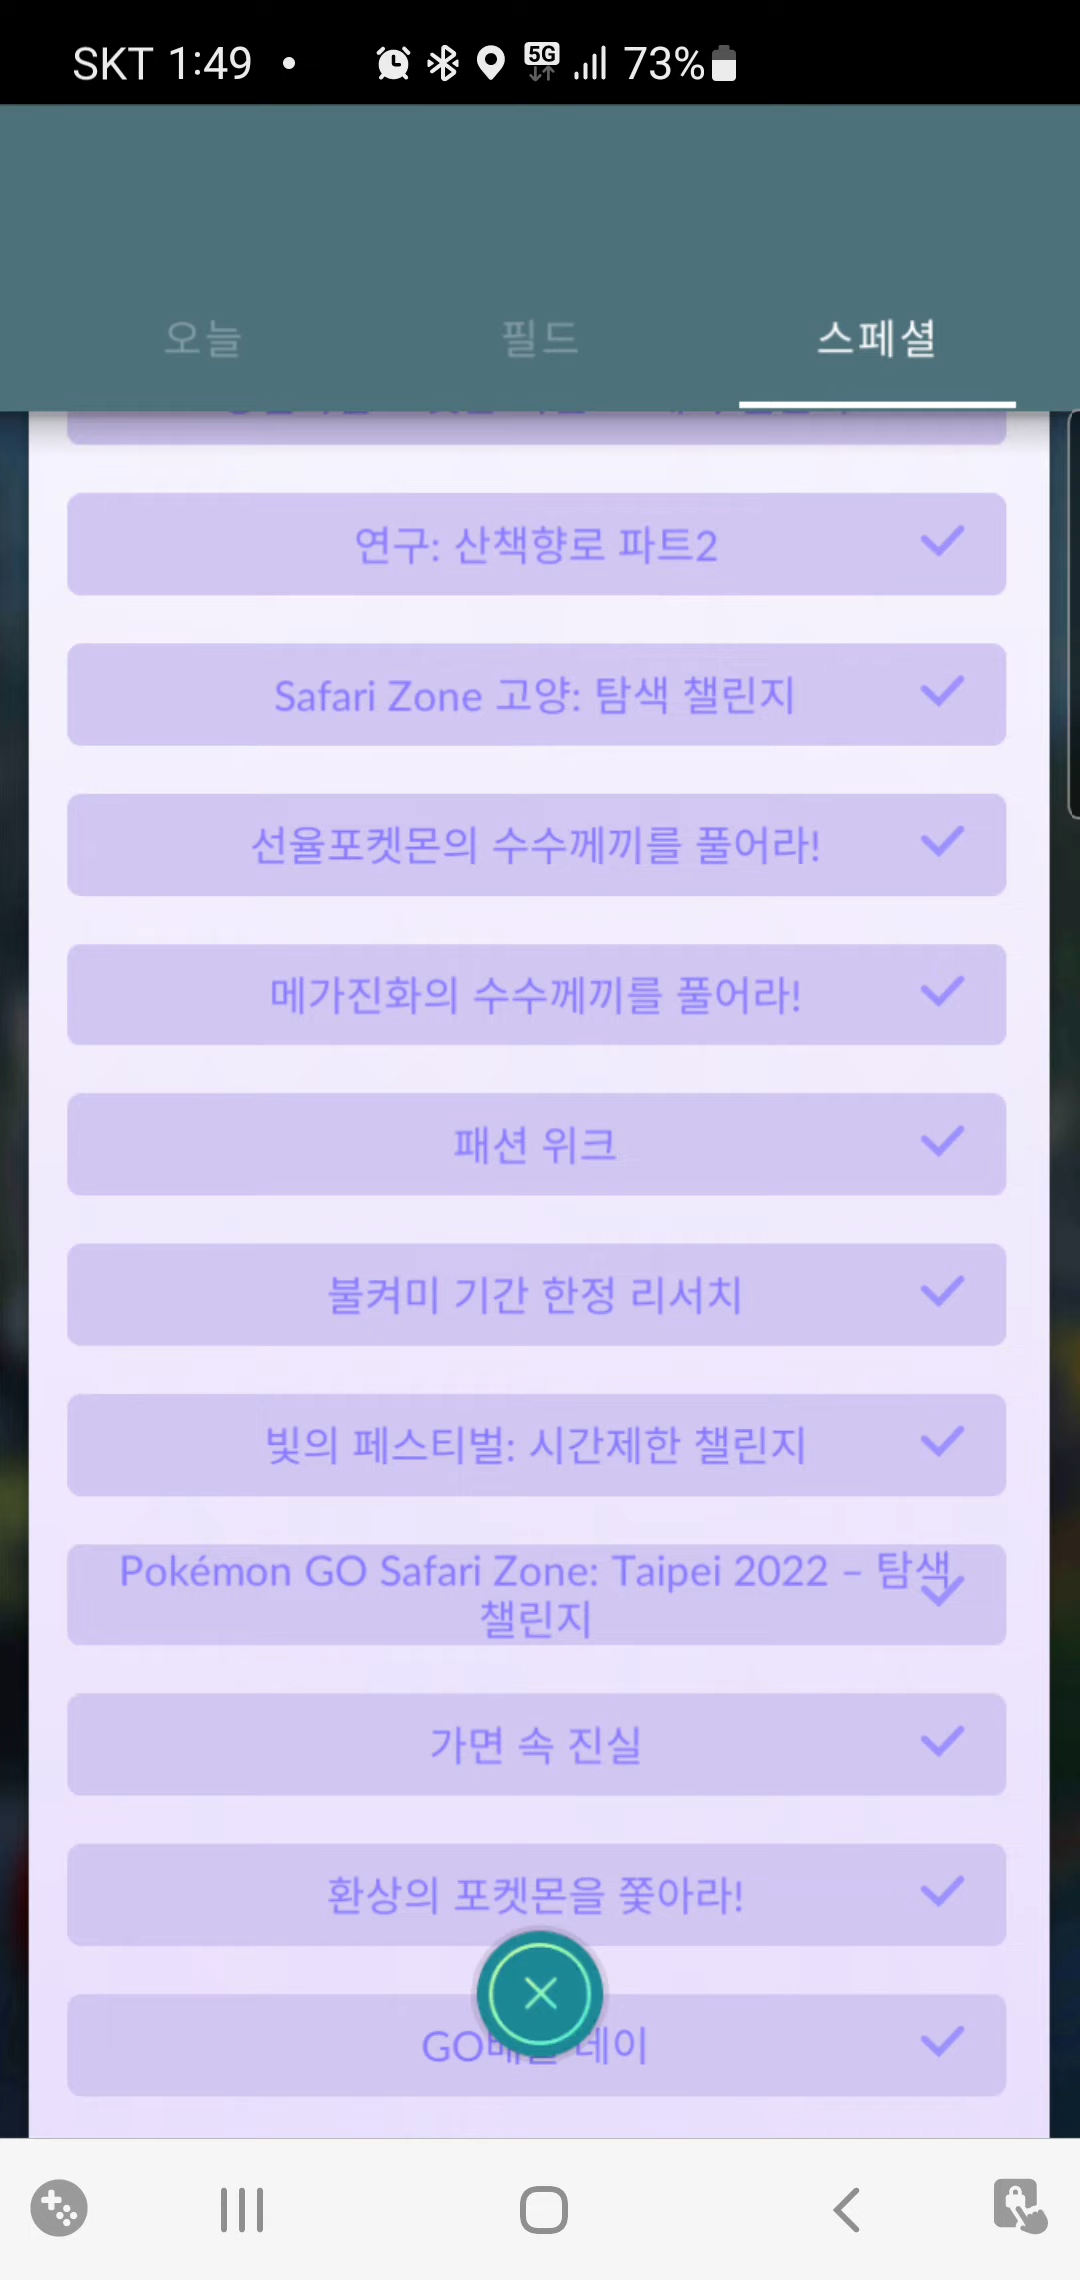 SKT 1:49
5G
73%
오늘
필드
스페셜
연구: 산책향로 파트2
Safari Zone 고양: 탐색 챌린지
선율포켓몬의 수수께끼를 풀어라!
메가진화의 수수께끼를 풀어라!
패션 위크
불켜미 기간 한정 리서치
빛의 페스티벌: 시간제한 챌린지
Pokémon GO Safari Zone: Taipei 2022 – 탐색
챌린지
가면 속 진실
환상의 포켓몬을 쫓아라!
GO배틀 데이